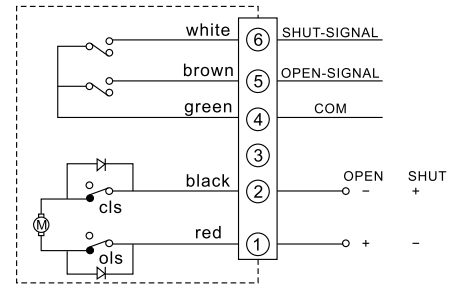 white 6 SHUT-SIGNAL
brown 5 OPEN-SIGNAL
green 4 COM
3
OPEN SHUT
black 2 − +
cls
M
red 1 + −
ols